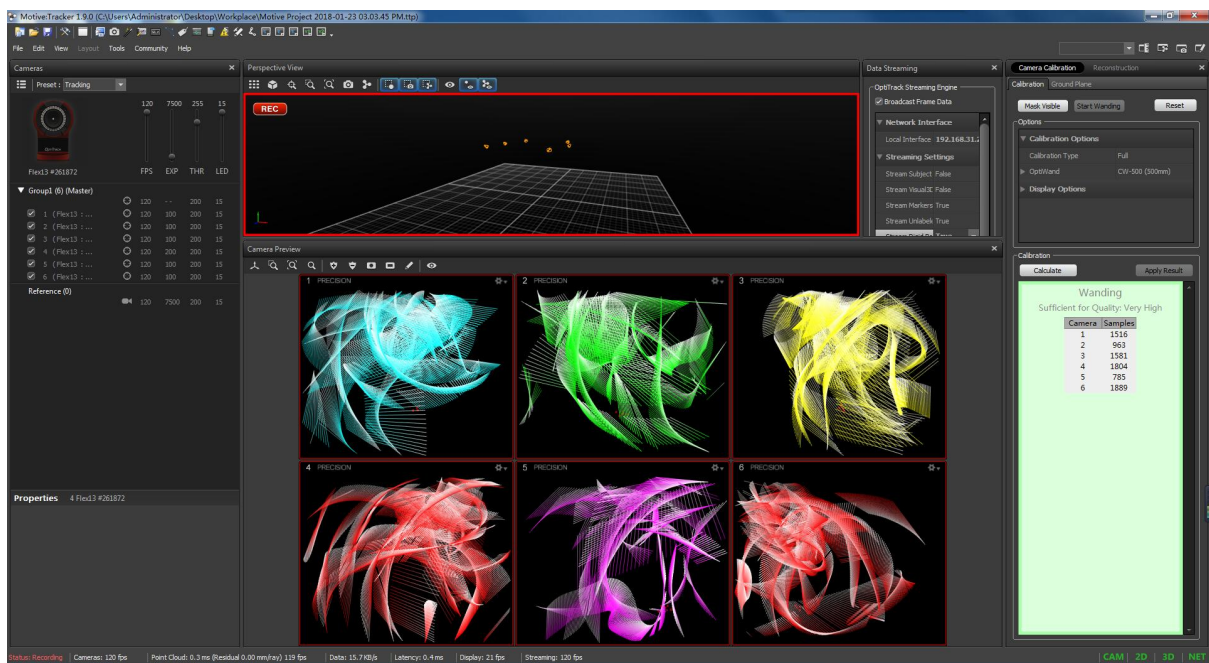 Motive:Tracker 1.9.0 (C:\Users\Administrator\Desktop\Workplace\Motive Project 2018-01-23 03.03.45 PM.ttp)
File Edit View Layout Tools Community Help
Cameras
Preset : Tracking
120 7500 255 15
Flex13 #261872
FPS EXP THR LED
Group1 (6) (Master)
120 -- 200 15
1 (Flex13 : ... 120 100 200 15
2 (Flex13 : ... 120 100 200 15
3 (Flex13 : ... 120 100 200 15
4 (Flex13 : ... 120 100 200 15
5 (Flex13 : ... 120 100 200 15
6 (Flex13 : ... 120 100 200 15
Reference (0)
120 7500 200 15
Properties 4 Flex13 #261872
Perspective View
REC
Camera Preview
1 PRECISION
2 PRECISION
3 PRECISION
4 PRECISION
5 PRECISION
6 PRECISION
Data Streaming
OptiTrack Streaming Engine
Broadcast Frame Data
Network Interface
Local Interface 192.168.31.2
Streaming Settings
Stream Subject False
Stream Visual3D False
Stream Markers True
Stream Unlabek True
Camera Calibration Reconstruction
Calibration Ground Plane
Mask Visible Start Wanding Reset
Options
Calibration Options
Calibration Type Full
OptiWand CW-500 (500mm)
Display Options
Calibration
Calculate Apply Result
Wanding
Sufficient for Quality: Very High
Camera Samples
1 1516
2 963
3 1581
4 1804
5 785
6 1889
Status: Recording Cameras: 120 fps Point Cloud: 0.3 ms (Residual 0.00 mm/ray) 119 fps Data: 15.7KB/s Latency: 0.4 ms Display: 21 fps Streaming: 120 fps CAM 2D 3D NET